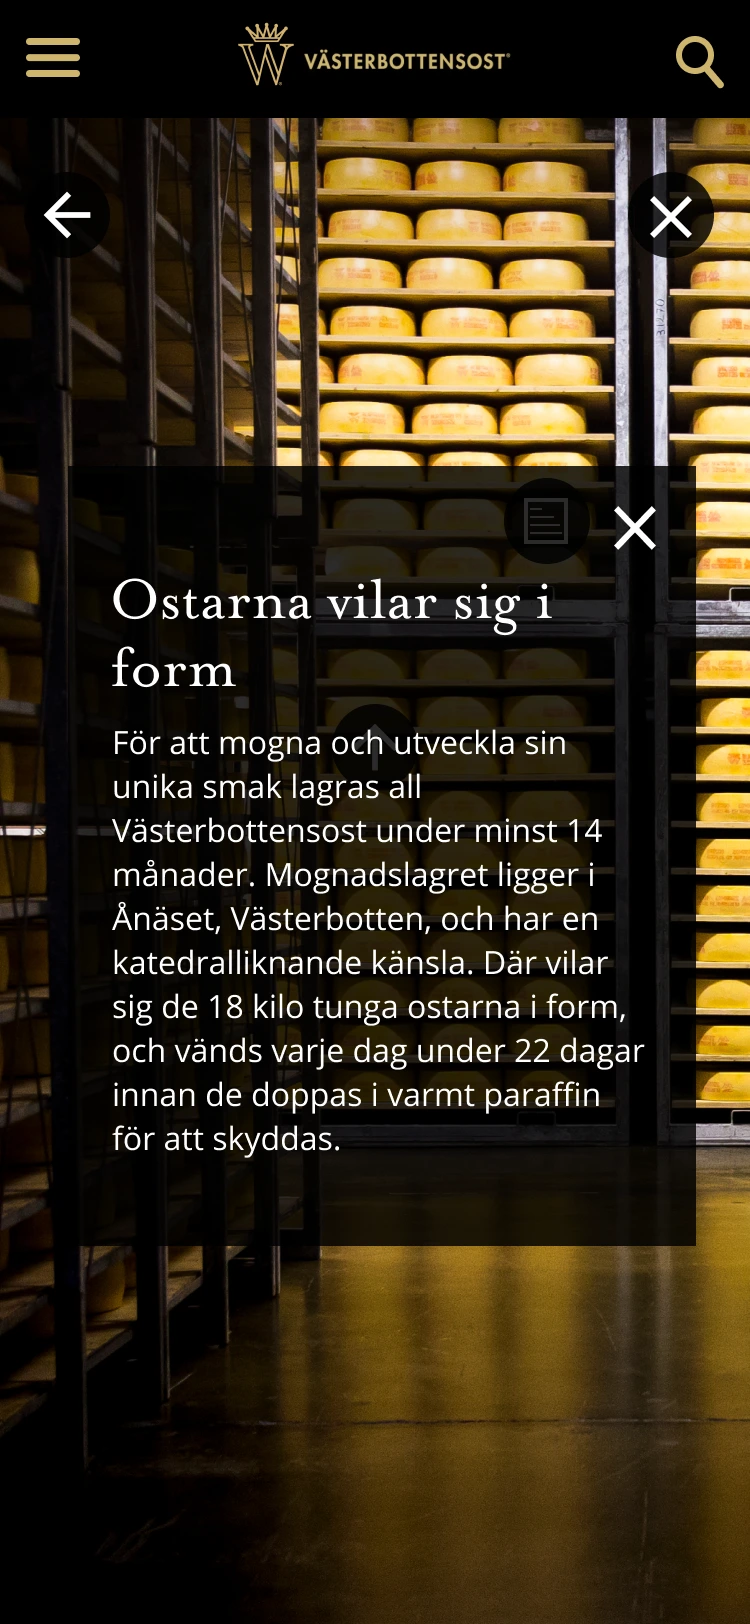 VÄSTERBOTTENSOST®
Ostarna vilar sig i
form
För att mogna och utveckla sin
unika smak lagras all
Västerbottensost under minst 14
månader. Mognadslagret ligger i
Ånäset, Västerbotten, och har en
katedralliknande känsla. Där vilar
sig de 18 kilo tunga ostarna i form,
och vänds varje dag under 22 dagar
innan de doppas i varmt paraffin
för att skyddas.